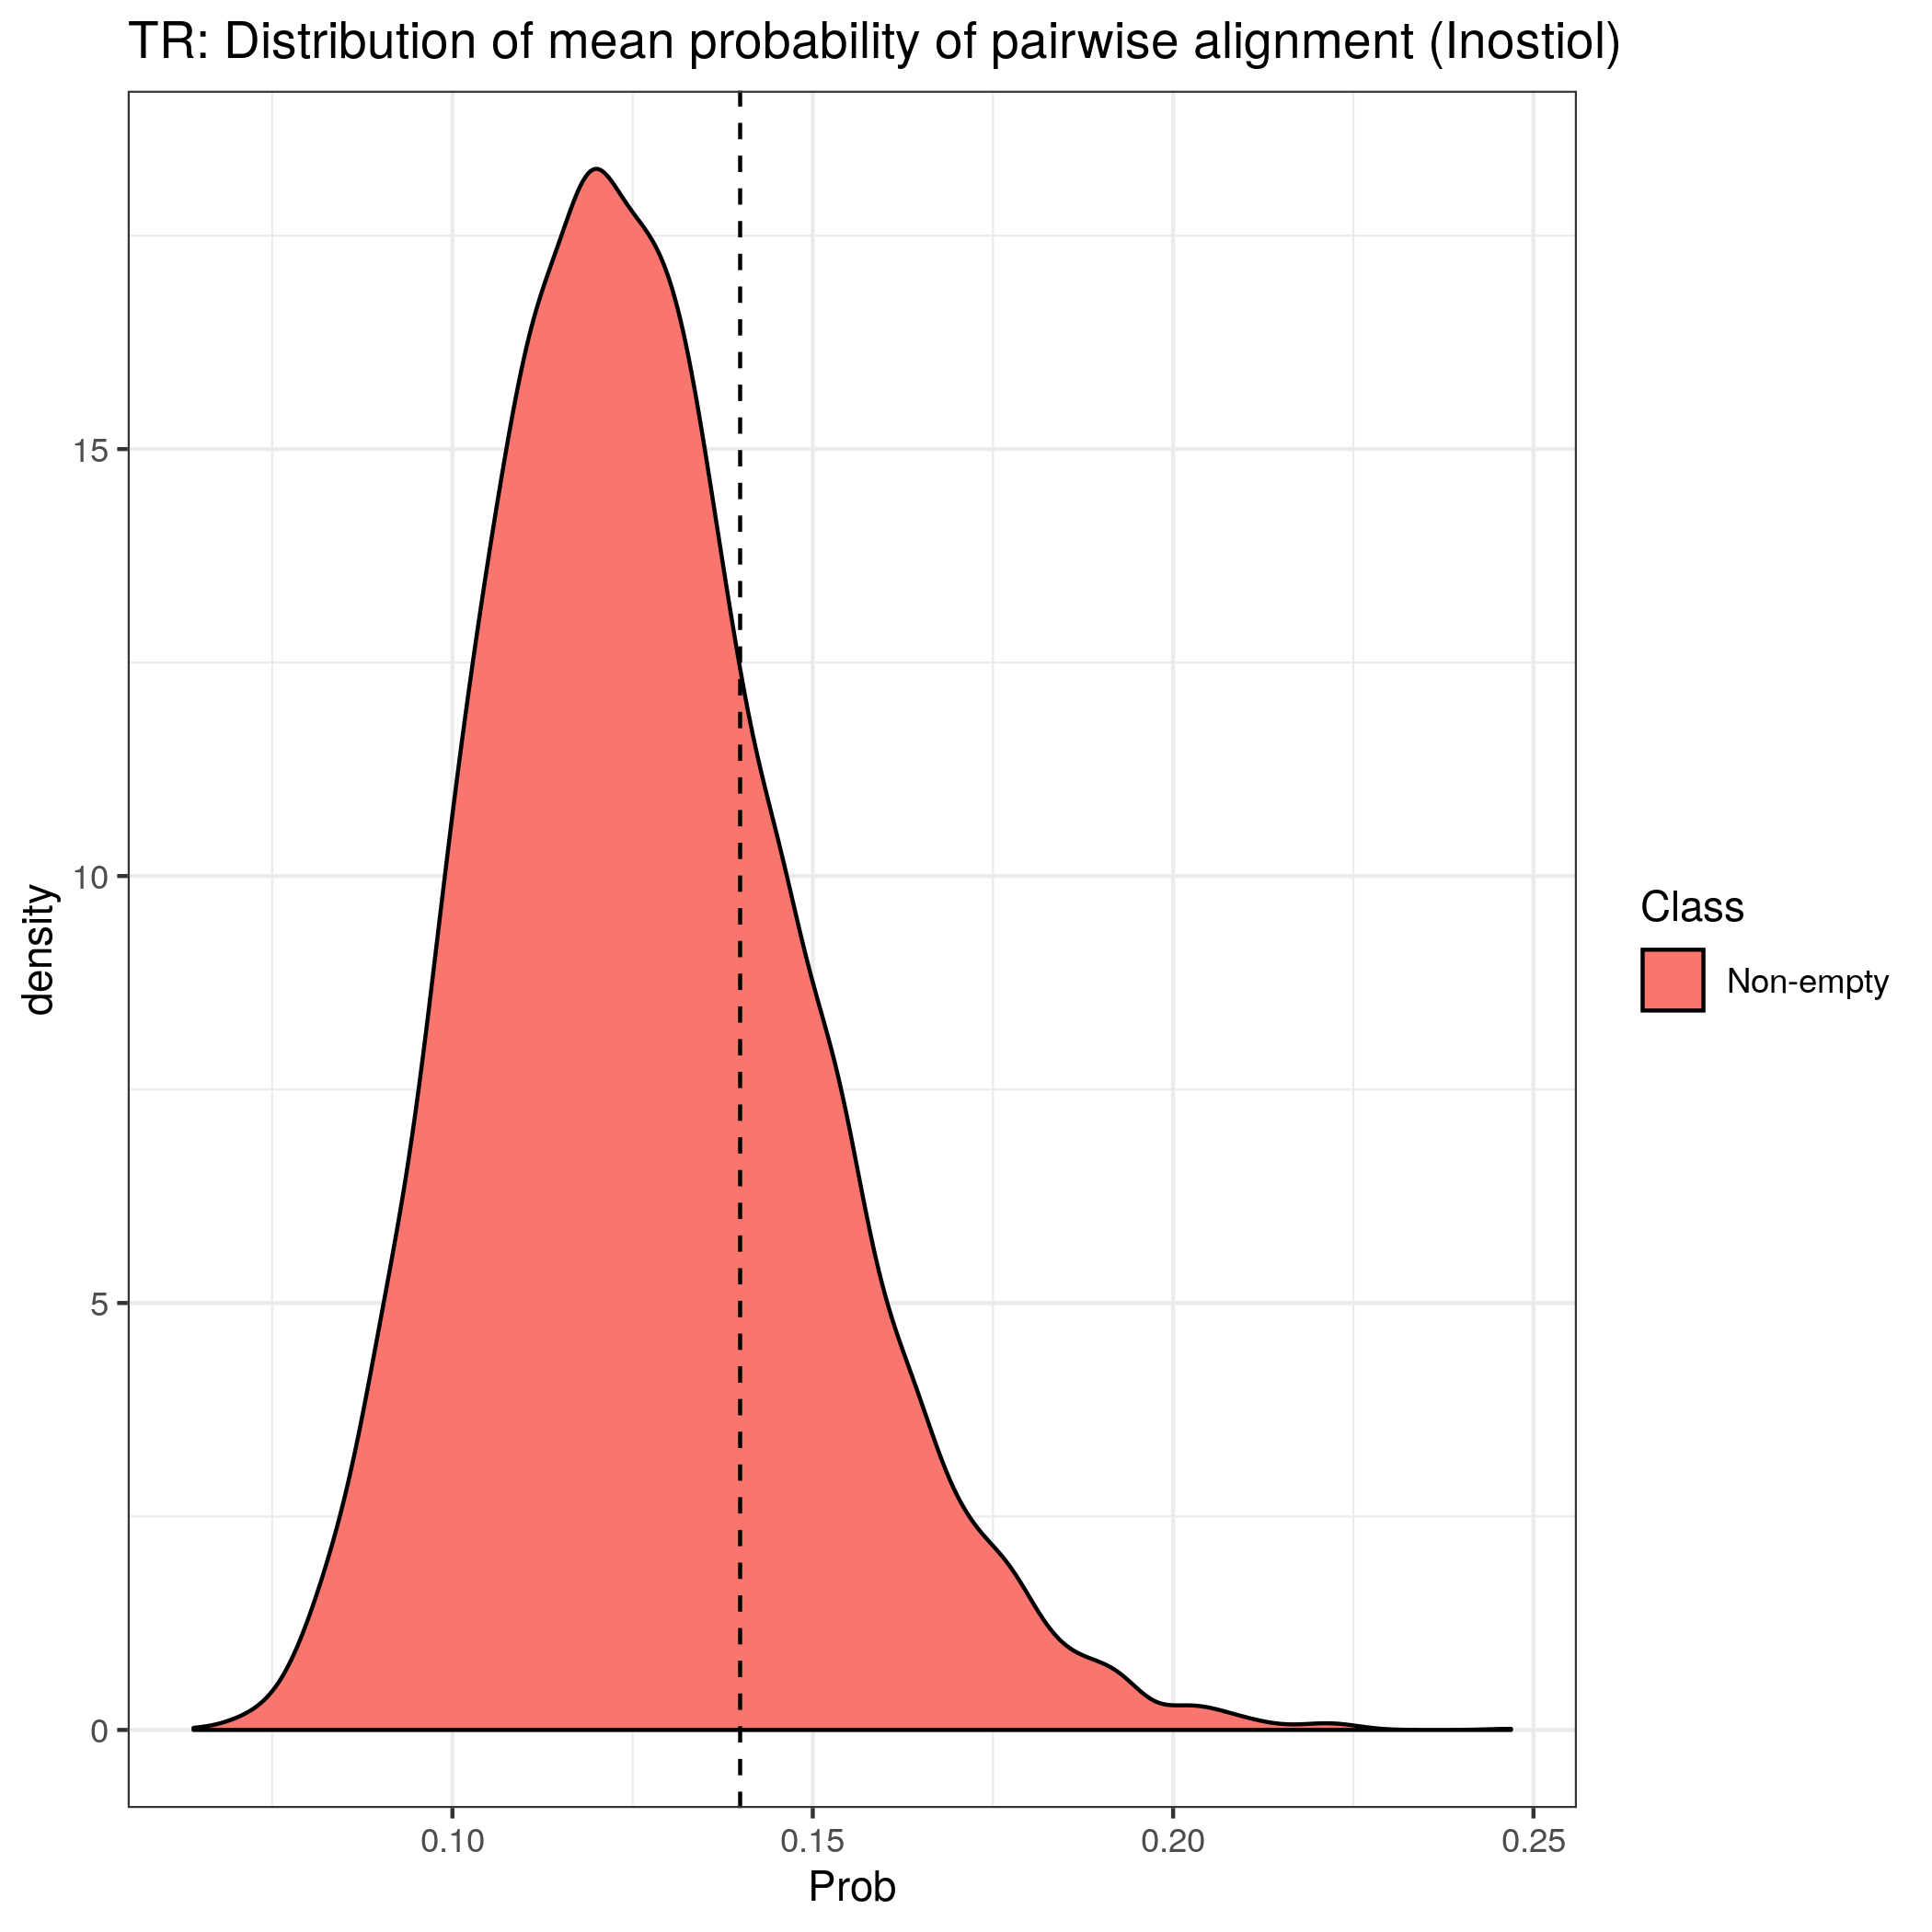 TR: Distribution of mean probability of pairwise alignment (Inostiol)
density
15
10
5
0
0.10
0.15
0.20
0.25
Prob
Class
Non-empty